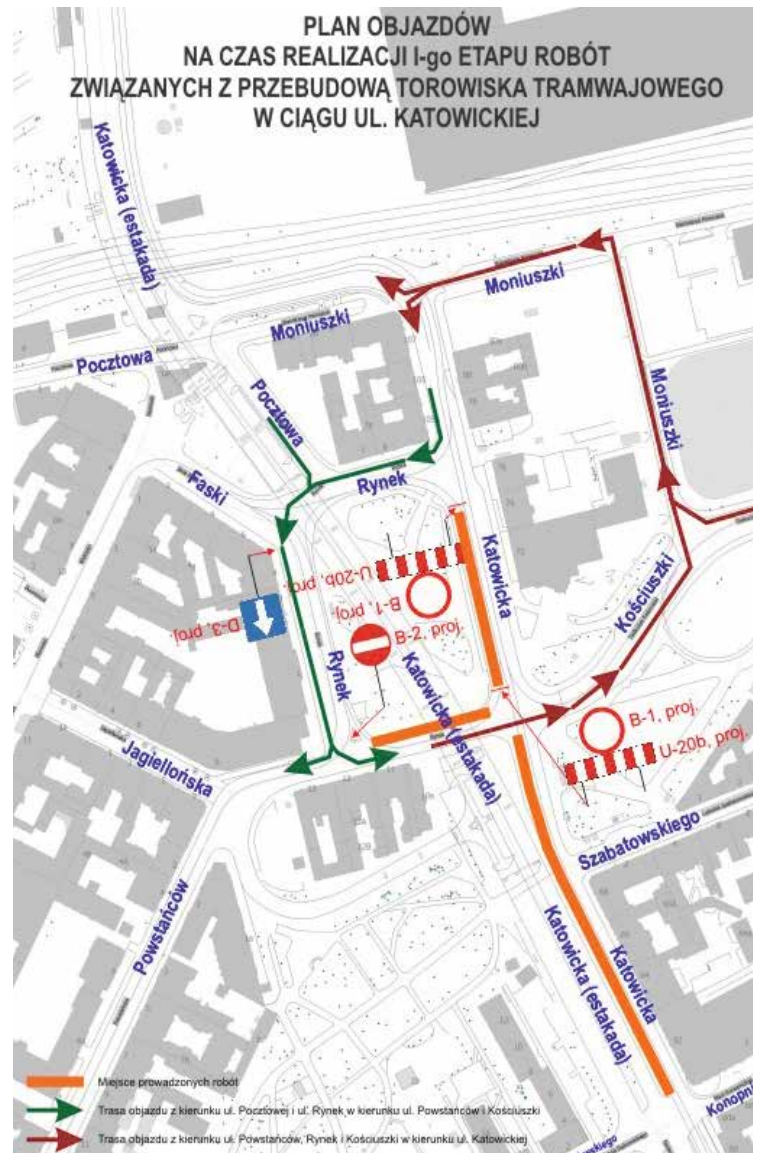 PLAN OBJAZDÓW
NA CZAS REALIZACJI I-go ETAPU ROBÓT
ZWIĄZANYCH Z PRZEBUDOWĄ TOROWISKA TRAMWAJOWEGO
W CIĄGU UL. KATOWICKIEJ
Katowicka (estakada)
Moniuszki
Moniuszki
Pocztowa
Pocztowa
Moniuszki
Faski
Rynek
Katowicka
Kościuszki
U-20b, proj.
B-1, proj.
D-3, proj.
B-2, proj.
Rynek
Katowicka (estakada)
B-1, proj.
U-20b, proj.
Jagiellońska
Szabatowskiego
Powstańców
Katowicka (estakada)
Katowicka
Konopni
Miejsce prowadzonych robót
Trasa objazdu z kierunku ul. Pocztowej i ul. Rynek w kierunku ul. Powstańców i Kościuszki
Trasa objazdu z kierunku ul. Powstańców, Rynek i Kościuszki w kierunku ul. Katowickiej